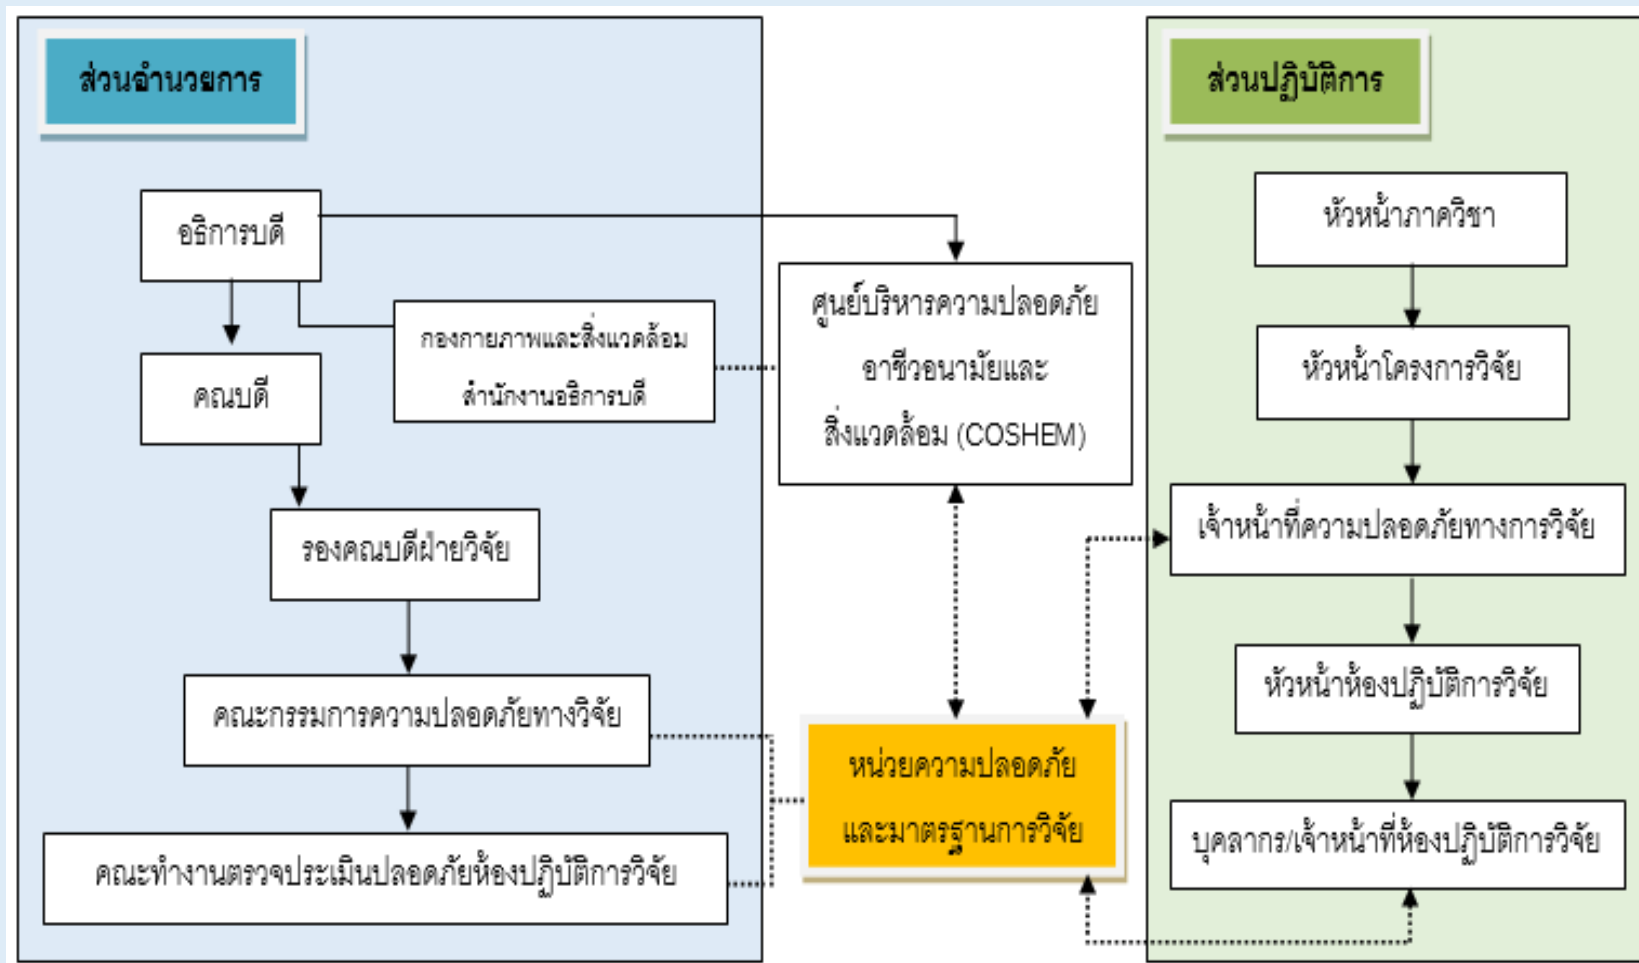 ส่วนอำนวยการ
อธิการบดี
กองกายภาพและสิ่งแวดล้อม
สำนักงานอธิการบดี
คณบดี
รองคณบดีฝ่ายวิจัย
คณะกรรมการความปลอดภัยทางวิจัย
คณะทำงานตรวจประเมินปลอดภัยห้องปฏิบัติการวิจัย
ศูนย์บริหารความปลอดภัย
อาชีวอนามัยและ
สิ่งแวดล้อม (COSHEM)
หน่วยความปลอดภัย
และมาตรฐานการวิจัย
ส่วนปฏิบัติการ
หัวหน้าภาควิชา
หัวหน้าโครงการวิจัย
เจ้าหน้าที่ความปลอดภัยทางการวิจัย
หัวหน้าห้องปฏิบัติการวิจัย
บุคลากร/เจ้าหน้าที่ห้องปฏิบัติการวิจัย